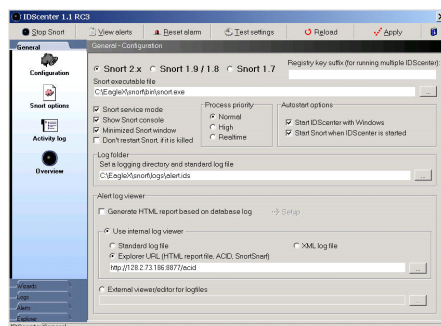 IDScenter 1.1 RC3
Stop Snort
View alerts
Reset alarm
Test settings
Reload
Apply
General
General - Configuration
Configuration
Snort options
Activity log
Overview
Snort 2.x
Snort 1.9 / 1.8
Snort 1.7
Registry key suffix (for running multiple IDScenter):
Snort executable file
C:\EagleX\snort\bin\snort.exe
...
Snort service mode
Show Snort console
Minimized Snort window
Don't restart Snort, if it is killed
Process priority
Normal
High
Realtime
Autostart options
Start IDScenter with Windows
Start Snort when IDScenter is started
Log folder
Set a logging directory and standard log file
C:\EagleX\snort\logs\alert.ids
...
Alert log viewer
Generate HTML report based on database log
Setup
Use internal log viewer
Standard log file
XML log file
Explorer URL (HTML report file, ACID, SnortSnarf)
http://128.2.73.186:8877/acid
...
External viewer/editor for logfiles
...
Wizards
Logs
Alerts
Explorer